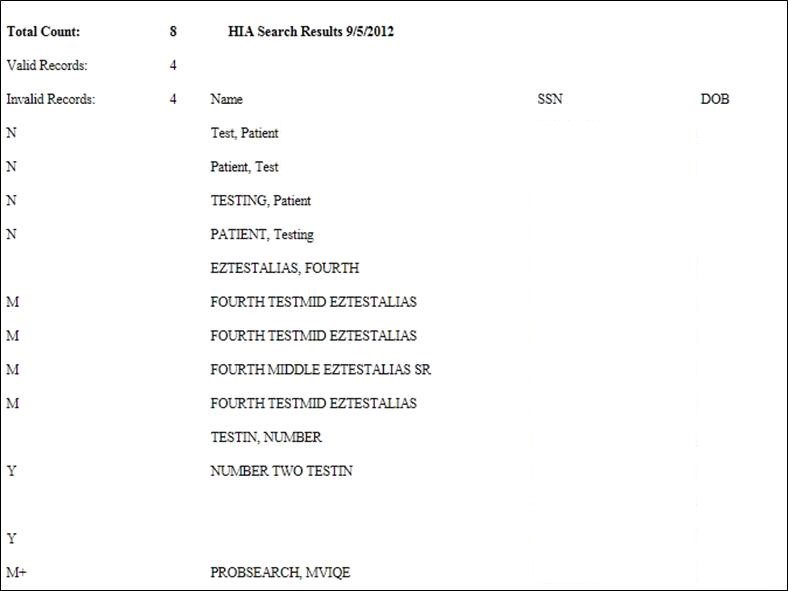 Total Count: 8 HIA Search Results 9/5/2012
Valid Records: 4
Invalid Records: 4 Name SSN DOB
N Test, Patient
N Patient, Test
N TESTING, Patient
N PATIENT, Testing
EZTESTALIAS, FOURTH
M FOURTH TESTMID EZTESTALIAS
M FOURTH TESTMID EZTESTALIAS
M FOURTH MIDDLE EZTESTALIAS SR
M FOURTH TESTMID EZTESTALIAS
TESTIN, NUMBER
Y NUMBER TWO TESTIN
Y
M+ PROBSEARCH, MVIQE